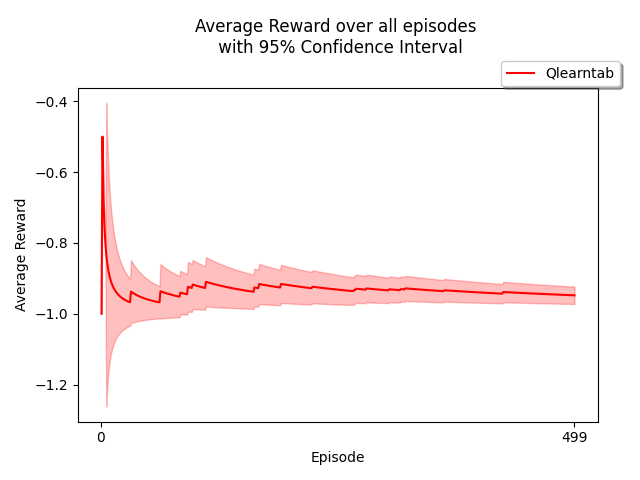 Average Reward over all episodes
with 95% Confidence Interval
Qlearntab
−0.4
−0.6
−0.8
−1.0
−1.2
Average Reward
0
499
Episode